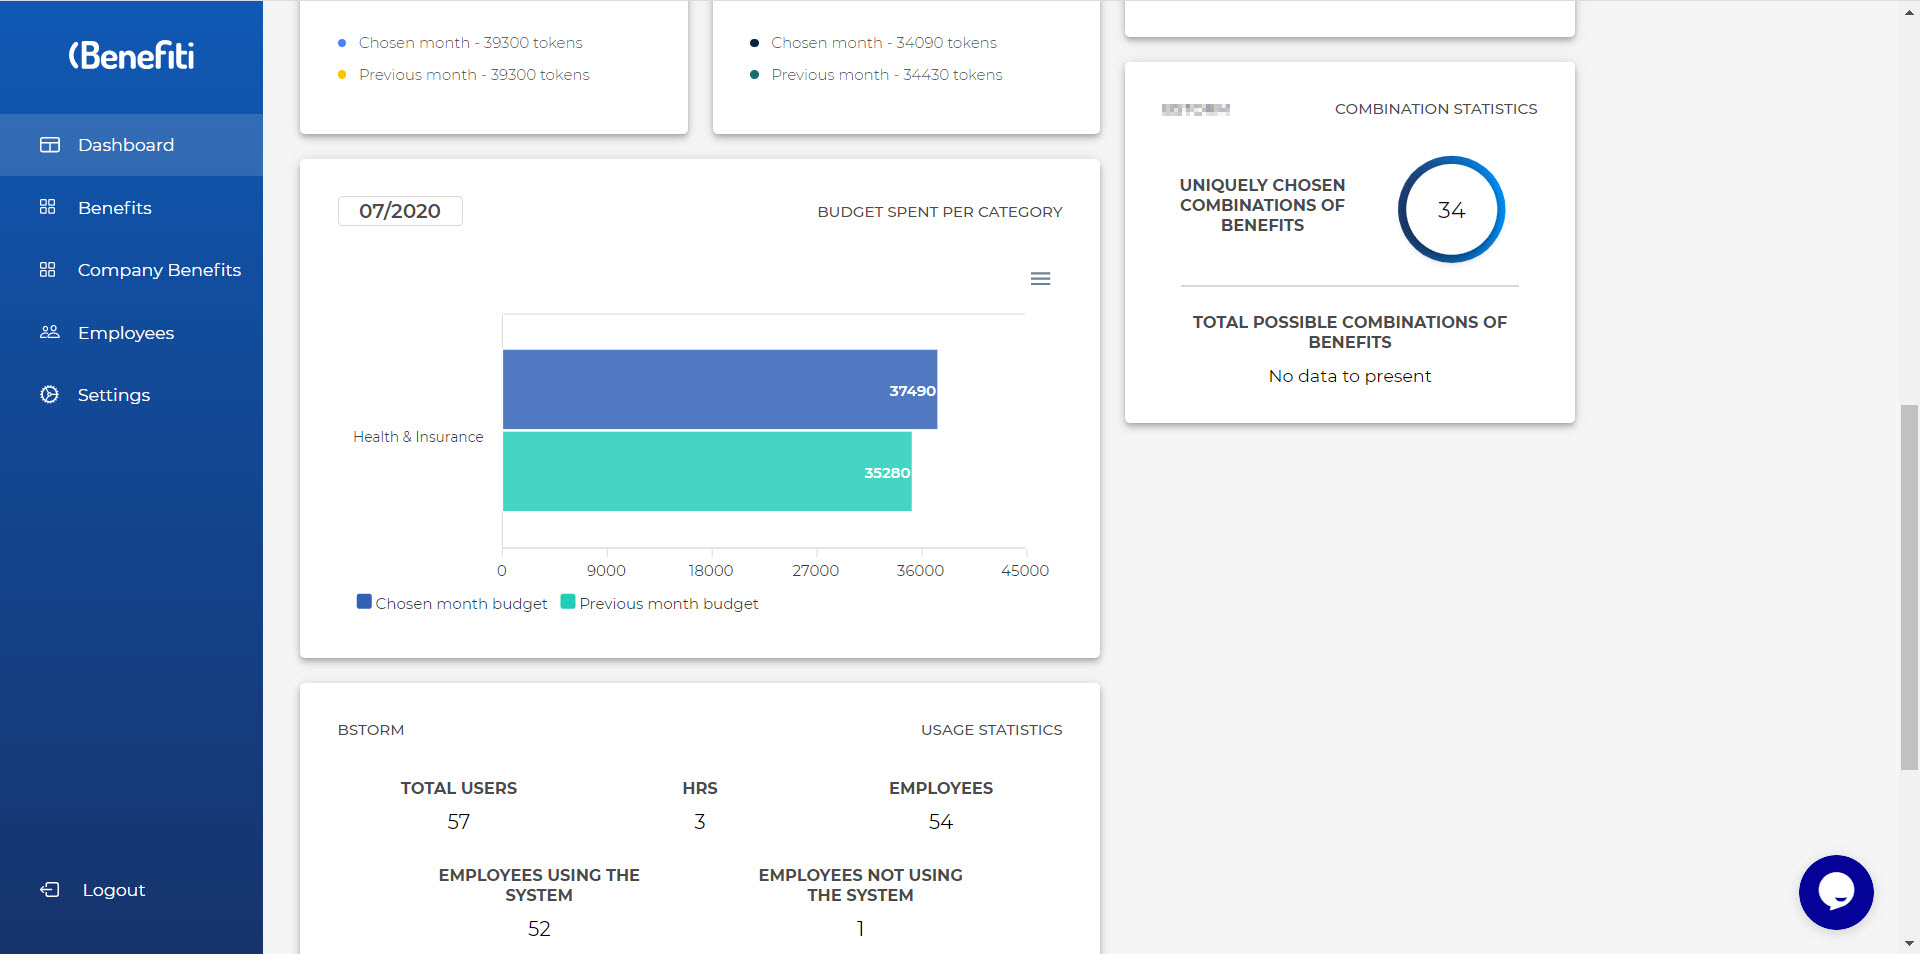 (Benefiti
Dashboard
Benefits
Company Benefits
Employees
Settings
Logout
Chosen month - 39300 tokens
Previous month - 39300 tokens
Chosen month - 34090 tokens
Previous month - 34430 tokens
07/2020
BUDGET SPENT PER CATEGORY
37490
Health & Insurance
35280
0 9000 18000 27000 36000 45000
Chosen month budget Previous month budget
BSTORM
USAGE STATISTICS
TOTAL USERS
57
HRS
3
EMPLOYEES
54
EMPLOYEES USING THE
SYSTEM
52
EMPLOYEES NOT USING
THE SYSTEM
1
COMBINATION STATISTICS
UNIQUELY CHOSEN
COMBINATIONS OF
BENEFITS
34
TOTAL POSSIBLE COMBINATIONS OF
BENEFITS
No data to present